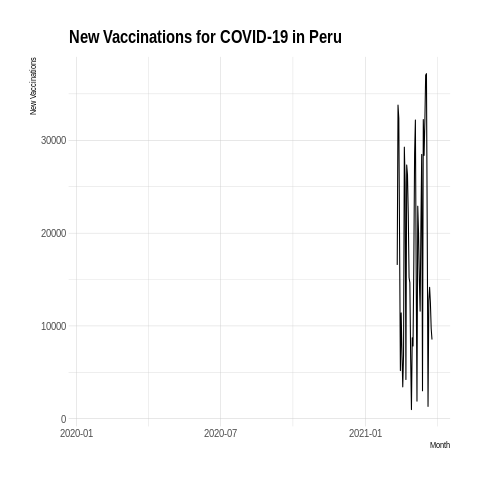 New Vaccinations for COVID-19 in Peru
New Vaccinations
30000
20000
10000
0
2020-01 2020-07 2021-01
Month